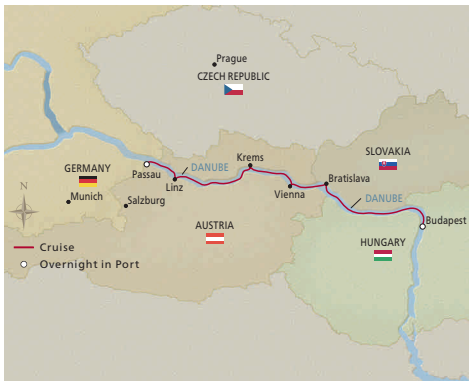 Prague
CZECH REPUBLIC
SLOVAKIA
Krems
DANUBE
GERMANY
Passau
Linz
Bratislava
Munich
Salzburg
Vienna
DANUBE
N
AUSTRIA
Budapest
HUNGARY
Cruise
Overnight in Port